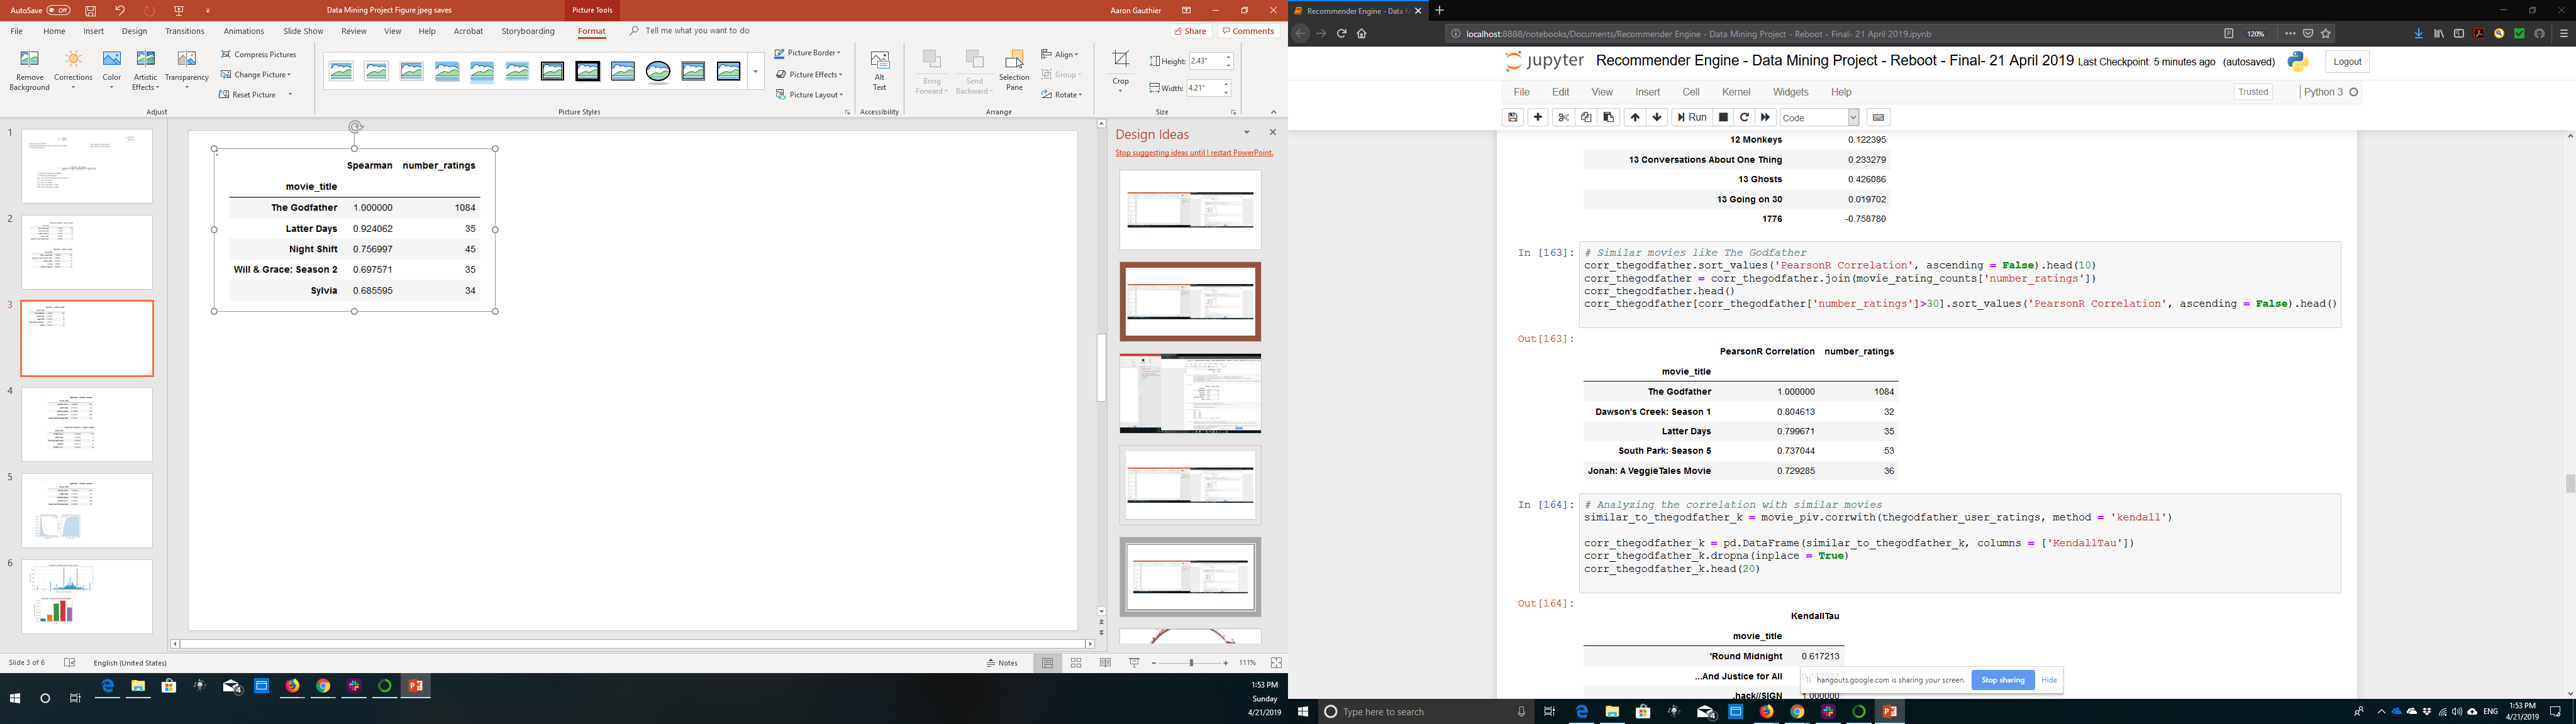 AutoSave Off
Data Mining Project Figure jpeg saves
Picture Tools
Aaron Gauthier
File Home Insert Design Transitions Animations Slide Show Review View Help Acrobat Storyboarding Format Tell me what you want to do
Share Comments
Remove Background
Corrections
Color
Artistic Effects
Transparency
Compress Pictures
Change Picture
Reset Picture
Picture Border
Picture Effects
Picture Layout
Alt Text
Bring Forward
Send Backward
Selection Pane
Align
Group
Rotate
Crop
Height: 2.43"
Width: 4.21"
Adjust
Picture Styles
Accessibility
Arrange
Size
1
2
3
4
5
6
Spearman number_ratings
movie_title
The Godfather 1.000000 1084
Latter Days 0.924062 35
Night Shift 0.756997 45
Will & Grace: Season 2 0.697571 35
Sylvia 0.685595 34
Design Ideas
Stop suggesting ideas until I restart PowerPoint.
Slide 3 of 6
English (United States)
Notes
111%
4
1:53 PM
Sunday
4/21/2019
Recommender Engine - Data M
localhost:8888/notebooks/Documents/Recommender Engine - Data Mining Project - Reboot - Final- 21 April 2019.ipynb
120%
jupyter Recommender Engine - Data Mining Project - Reboot - Final- 21 April 2019 Last Checkpoint: 5 minutes ago (autosaved)
Logout
File Edit View Insert Cell Kernel Widgets Help
Trusted
Python 3
Run
Code
12 Monkeys 0.122395
13 Conversations About One Thing 0.233279
13 Ghosts 0.426086
13 Going on 30 0.019702
1776 -0.758780
In [163]:
# Similar movies like The Godfather
corr_thegodfather.sort_values('PearsonR Correlation', ascending = False).head(10)
corr_thegodfather = corr_thegodfather.join(movie_rating_counts['number_ratings'])
corr_thegodfather.head()
corr_thegodfather[corr_thegodfather['number_ratings']>30].sort_values('PearsonR Correlation', ascending = False).head()
Out[163]:
PearsonR Correlation number_ratings
movie_title
The Godfather 1.000000 1084
Dawson's Creek: Season 1 0.804613 32
Latter Days 0.799671 35
South Park: Season 5 0.737044 53
Jonah: A VeggieTales Movie 0.729285 36
In [164]:
# Analyzing the correlation with similar movies
similar_to_thegodfather_k = movie_piv.corrwith(thegodfather_user_ratings, method = 'kendall')
corr_thegodfather_k = pd.DataFrame(similar_to_thegodfather_k, columns = ['KendallTau'])
corr_thegodfather_k.dropna(inplace = True)
corr_thegodfather_k.head(20)
Out[164]:
KendallTau
movie_title
'Round Midnight 0.617213
...And Justice for All
.hack//SIGN 1.000000
hangouts.google.com is sharing your screen.
Stop sharing
Hide
Type here to search
4
ENG
1:53 PM
4/21/2019